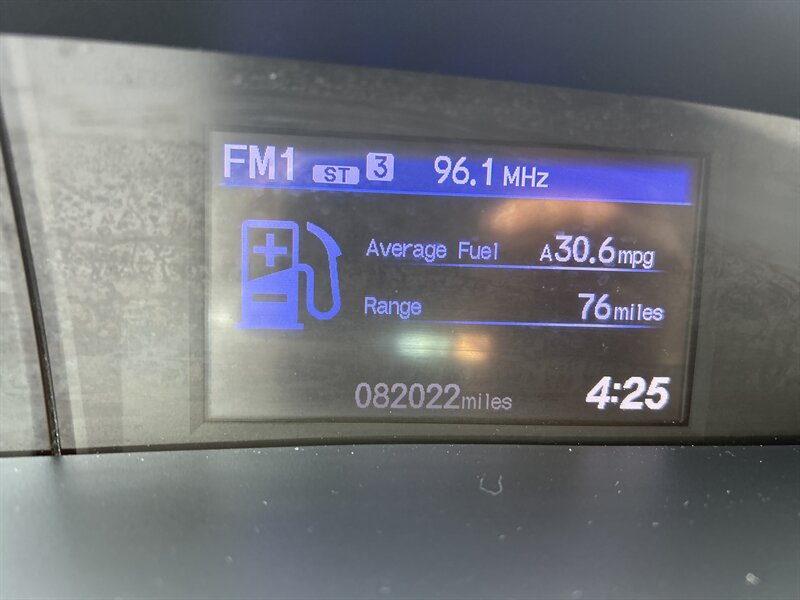 FM1 ST 3 96.1 MHz
Average Fuel A30.6mpg
Range 76miles
082022miles 4:25